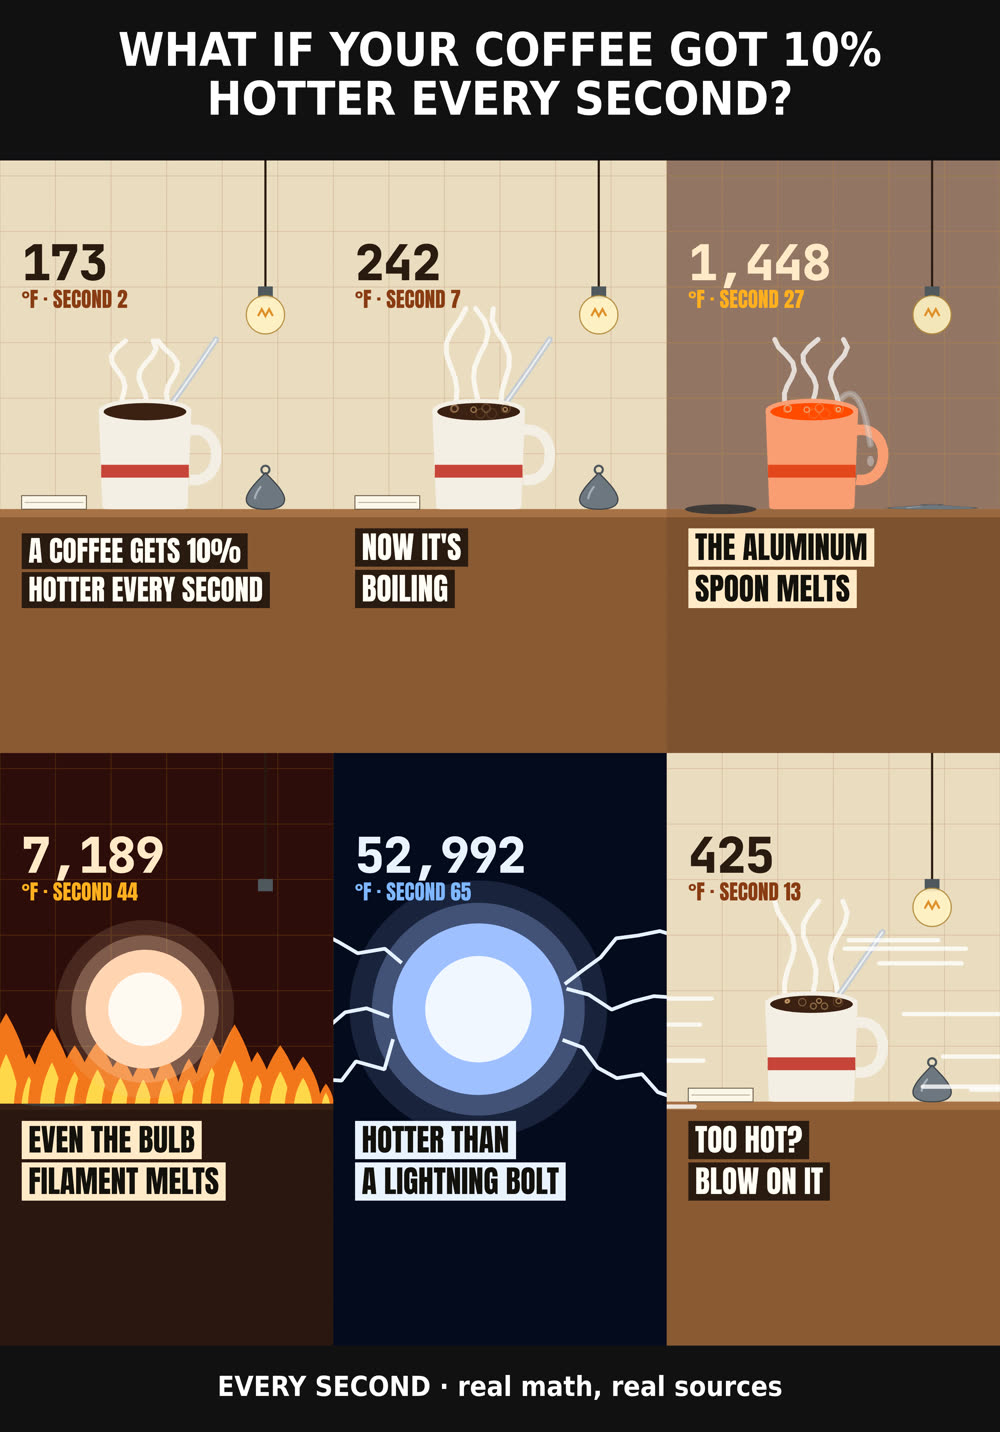 WHAT IF YOUR COFFEE GOT 10%
HOTTER EVERY SECOND?
173
°F · SECOND 2
A COFFEE GETS 10%
HOTTER EVERY SECOND
242
°F · SECOND 7
NOW IT'S
BOILING
1,448
°F · SECOND 27
THE ALUMINUM
SPOON MELTS
7,189
°F · SECOND 44
EVEN THE BULB
FILAMENT MELTS
52,992
°F · SECOND 65
HOTTER THAN
A LIGHTNING BOLT
425
°F · SECOND 13
TOO HOT?
BLOW ON IT
EVERY SECOND · real math, real sources